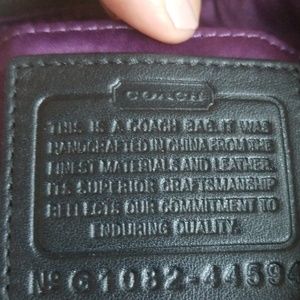 COACH
THIS IS A COACH BAG. IT WAS
HANDCRAFTED IN CHINA FROM THE
FINEST MATERIALS AND LEATHER.
ITS SUPERIOR CRAFTSMANSHIP
REFLECTS OUR COMMITMENT TO
ENDURING QUALITY.
Nº G1082-44594